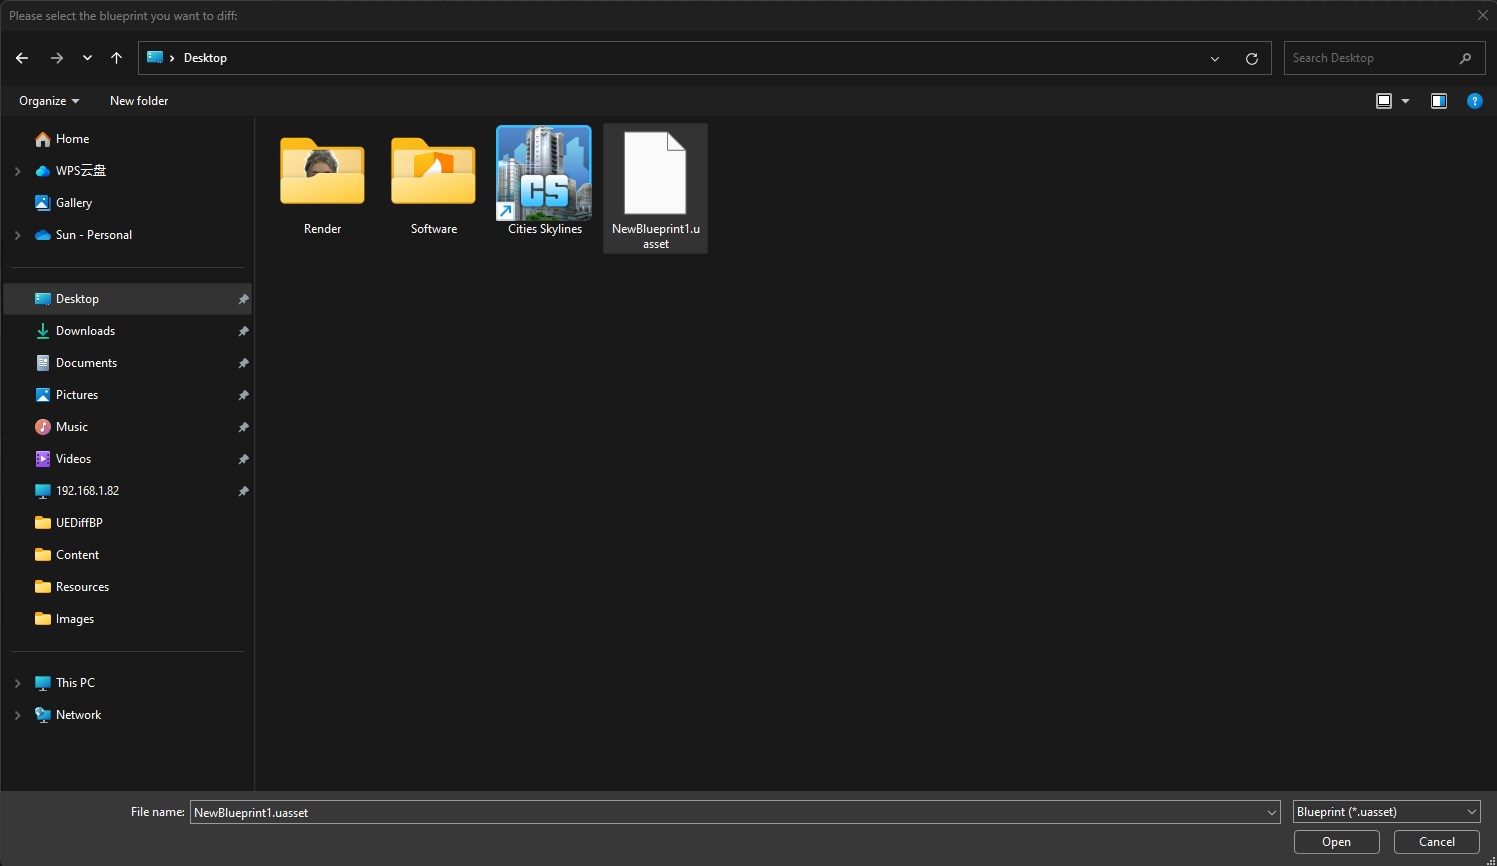 Please select the blueprint you want to diff:
Desktop
Search Desktop
Organize
New folder
?
Home
WPS云盘
Gallery
Sun - Personal
Desktop
Downloads
Documents
Pictures
Music
Videos
192.168.1.82
UEDiffBP
Content
Resources
Images
This PC
Network
Render
Software
CS
Cities Skylines
NewBlueprint1.u
asset
File name:
NewBlueprint1.uasset
Blueprint (*.uasset)
Open
Cancel